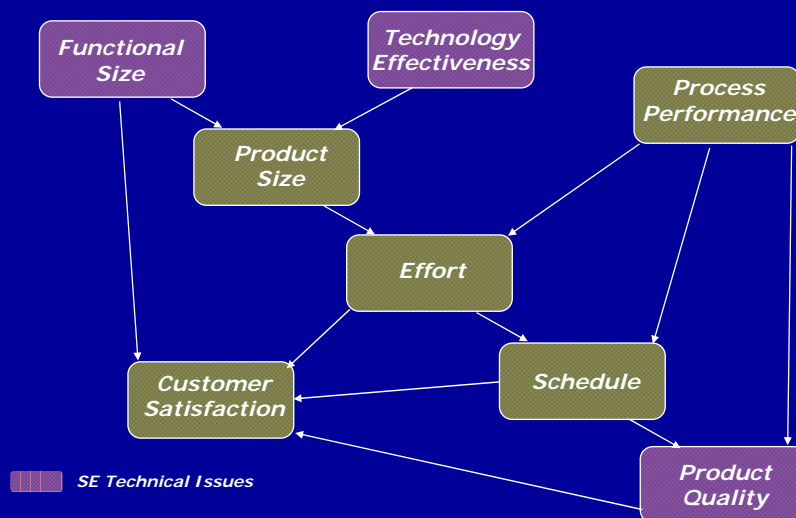 Functional
Size
Technology
Effectiveness
Process
Performance
Product
Size
Effort
Customer
Satisfaction
Schedule
SE Technical Issues
Product
Quality